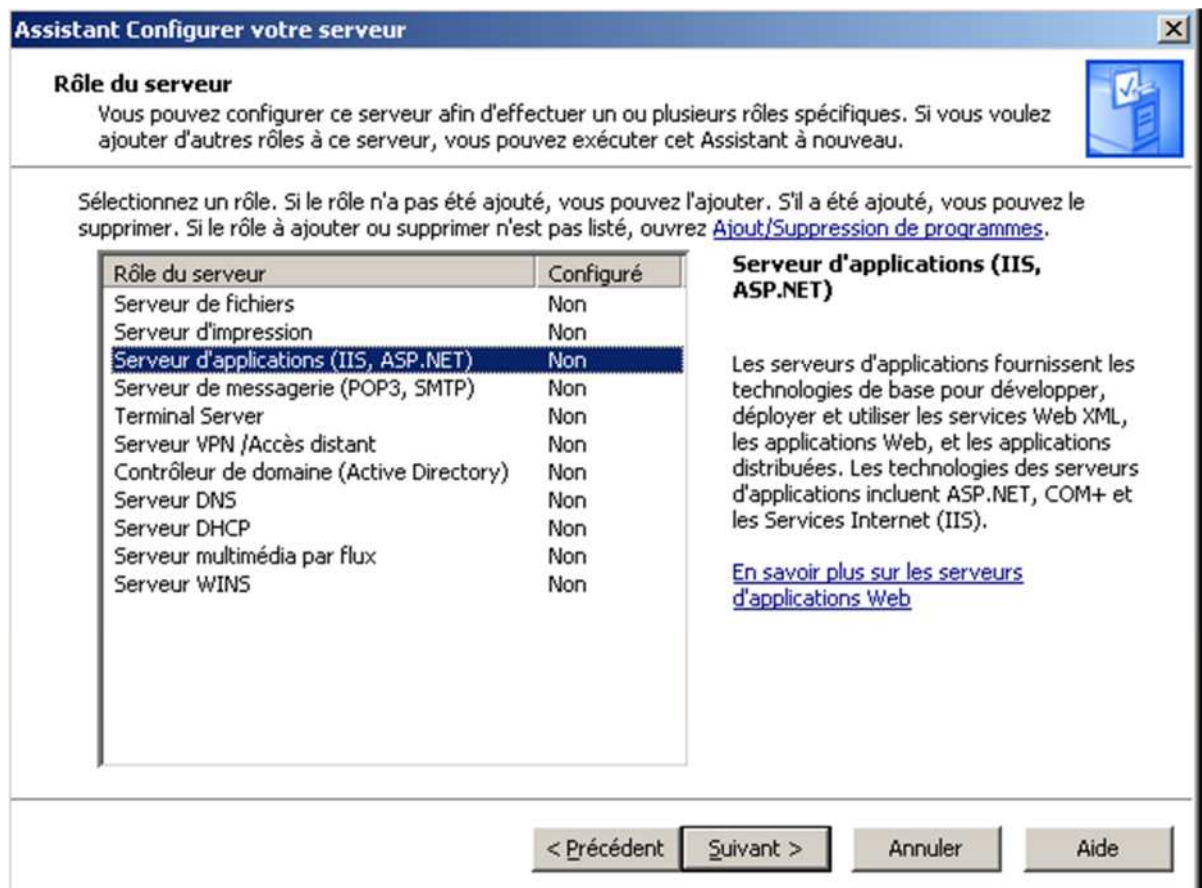 Assistant Configurer votre serveur
Rôle du serveur
Vous pouvez configurer ce serveur afin d'effectuer un ou plusieurs rôles spécifiques. Si vous voulez
ajouter d'autres rôles à ce serveur, vous pouvez exécuter cet Assistant à nouveau.
Sélectionnez un rôle. Si le rôle n'a pas été ajouté, vous pouvez l'ajouter. S'il a été ajouté, vous pouvez le
supprimer. Si le rôle à ajouter ou supprimer n'est pas listé, ouvrez Ajout/Suppression de programmes.
Rôle du serveur Configuré
Serveur de fichiers Non
Serveur d'impression Non
Serveur d'applications (IIS, ASP.NET) Non
Serveur de messagerie (POP3, SMTP) Non
Terminal Server Non
Serveur VPN /Accès distant Non
Contrôleur de domaine (Active Directory) Non
Serveur DNS Non
Serveur DHCP Non
Serveur multimédia par flux Non
Serveur WINS Non
Serveur d'applications (IIS,
ASP.NET)
Les serveurs d'applications fournissent les
technologies de base pour développer,
déployer et utiliser les services Web XML,
les applications Web, et les applications
distribuées. Les technologies des serveurs
d'applications incluent ASP.NET, COM+ et
les Services Internet (IIS).
En savoir plus sur les serveurs
d'applications Web
< Précédent Suivant > Annuler Aide